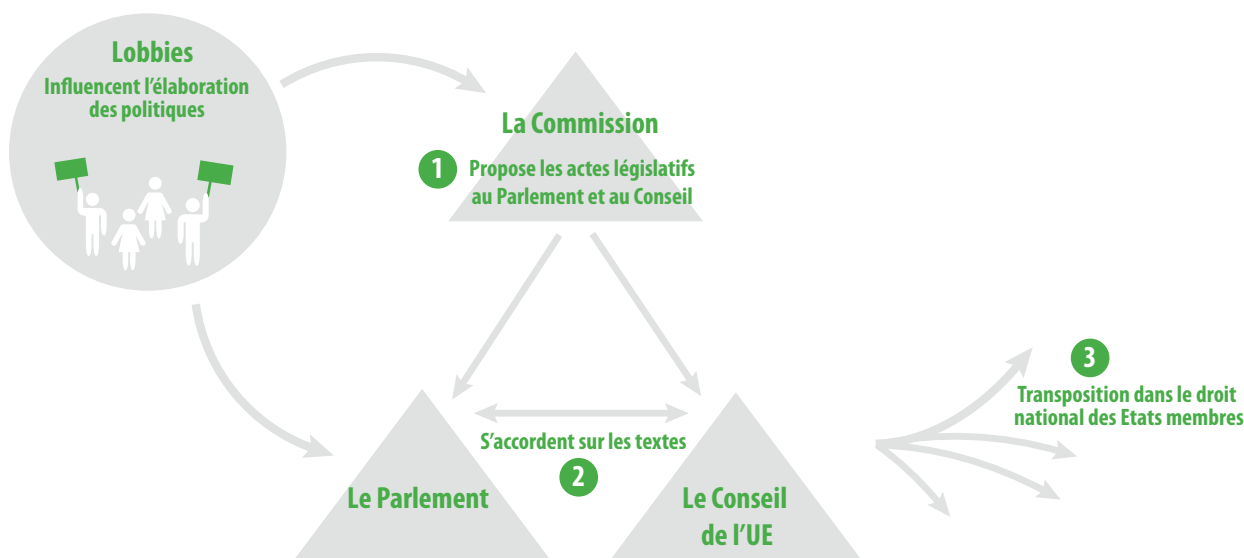 Lobbies
Influencent l'élaboration
des politiques
La Commission
1
Propose les actes législatifs
au Parlement et au Conseil
3
Transposition dans le droit
national des Etats membres
S'accordent sur les textes
2
Le Parlement
Le Conseil
de l'UE